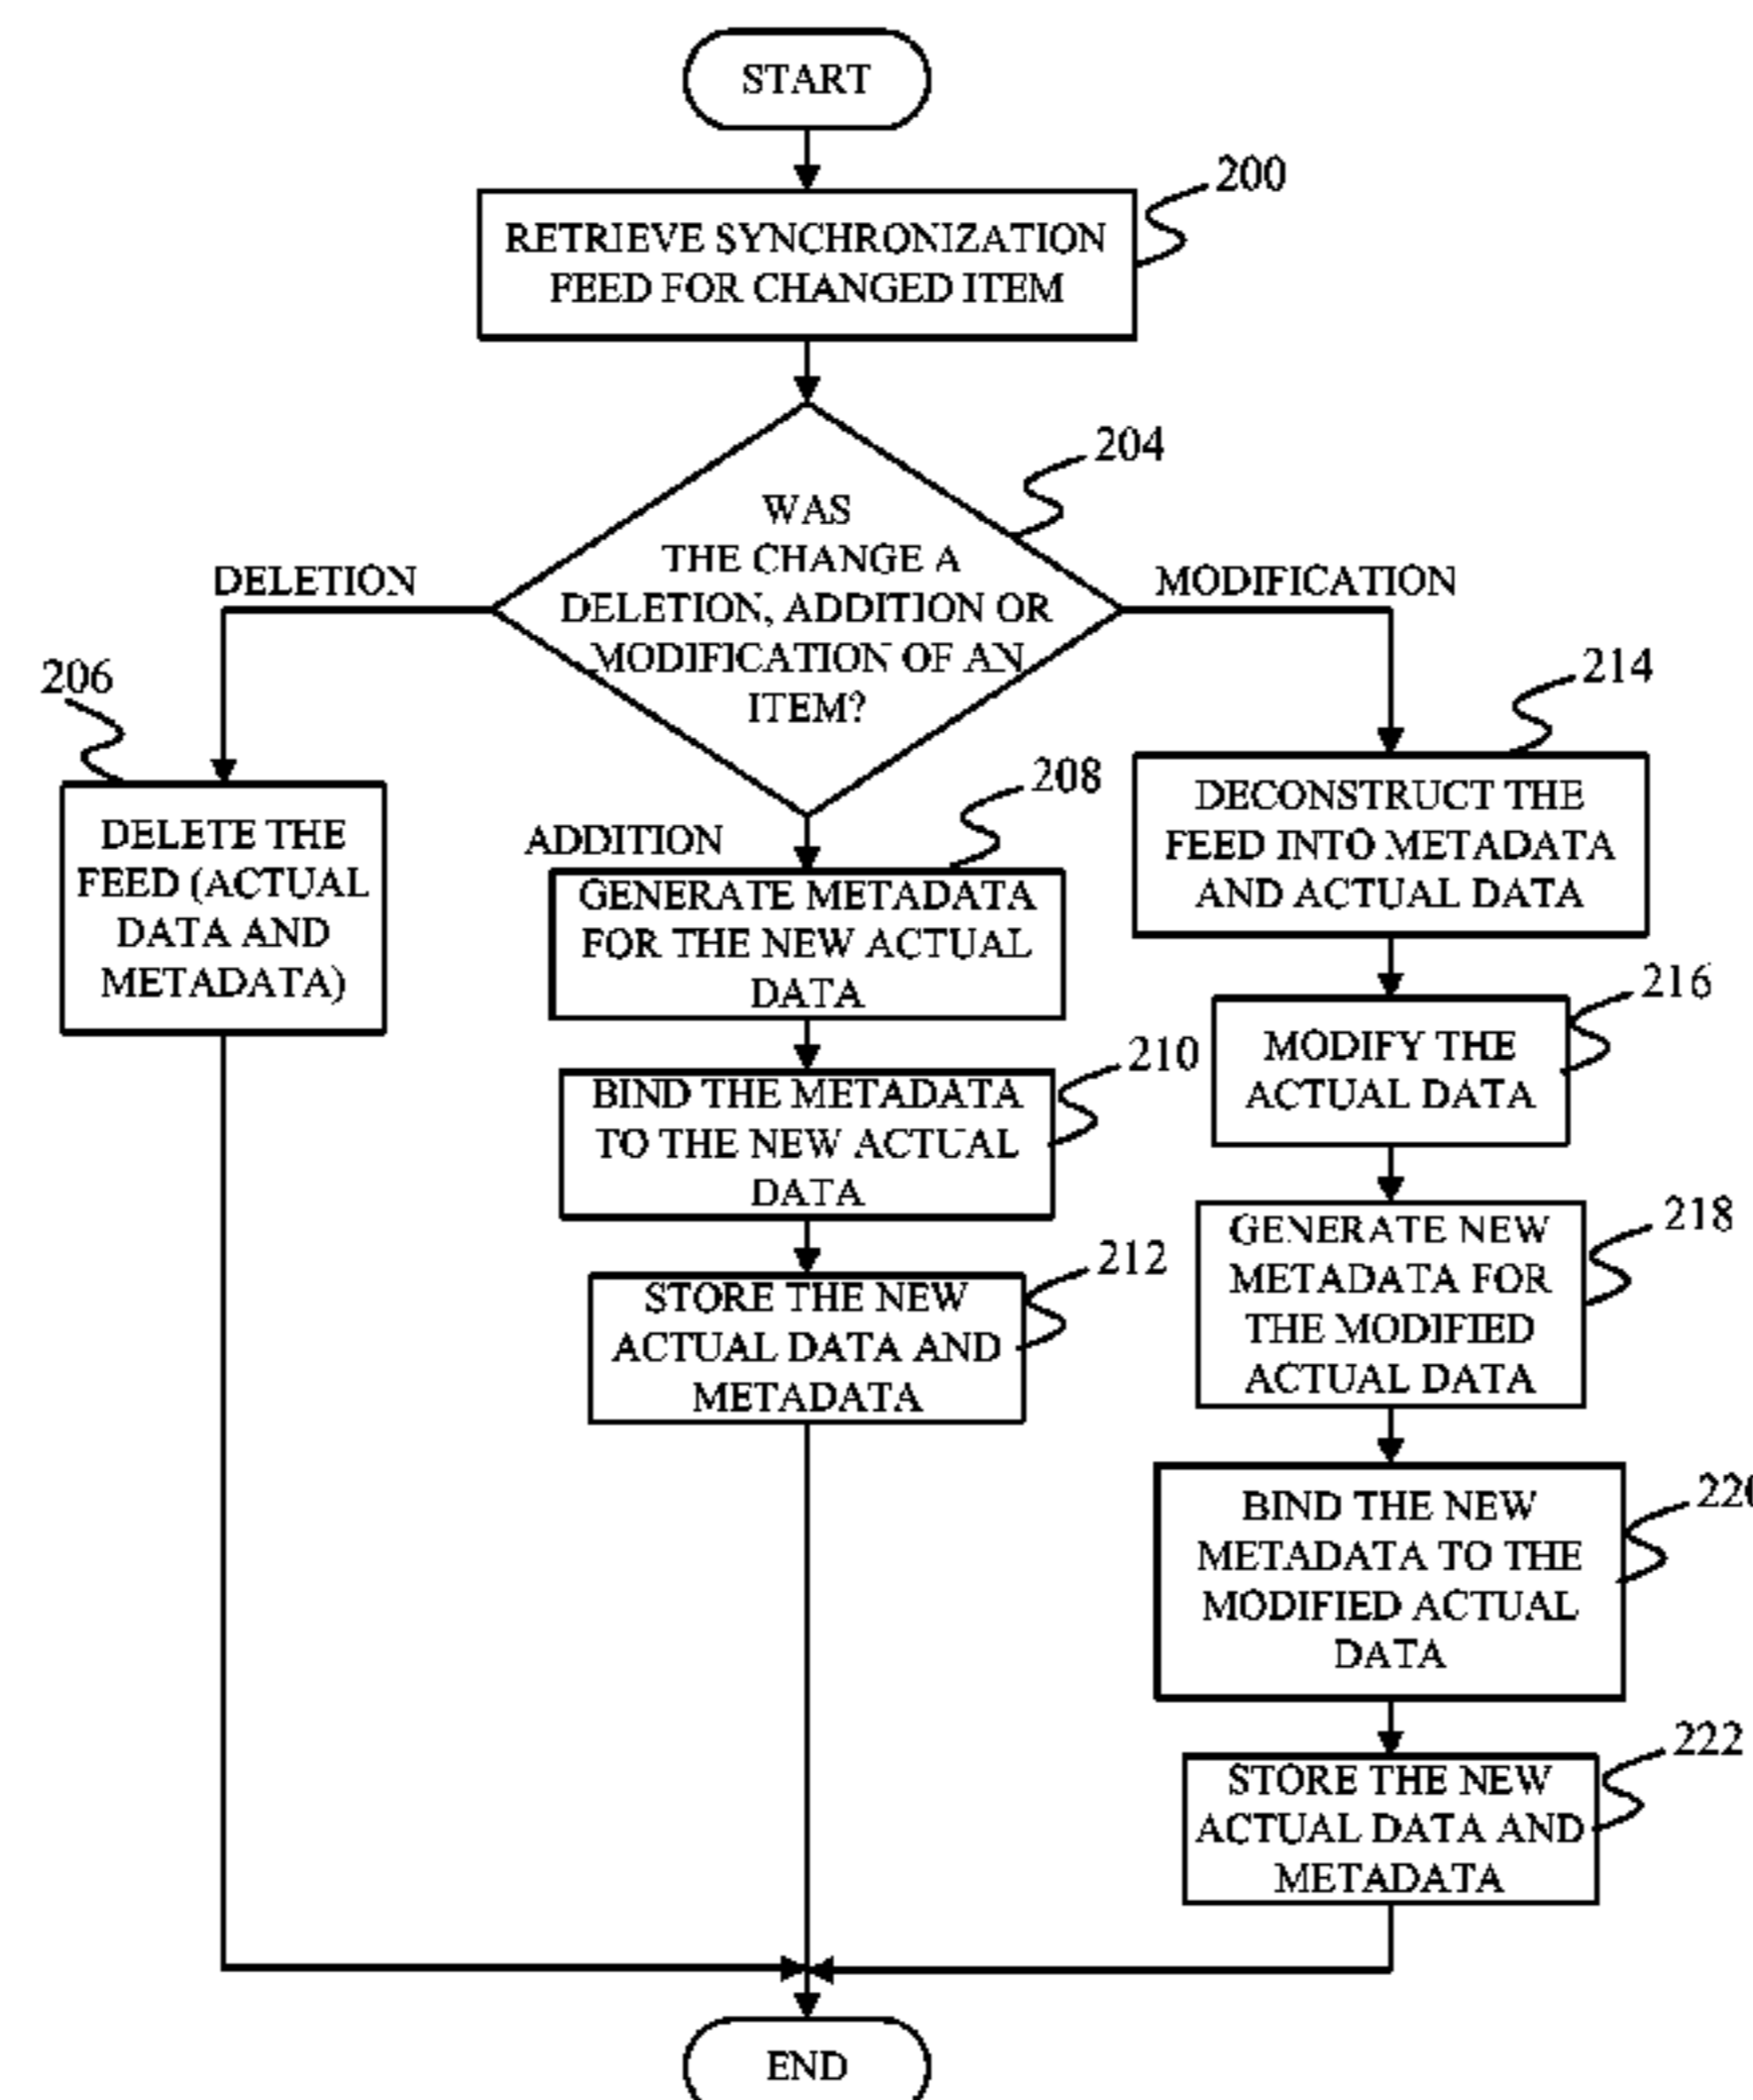 START
200
RETRIEVE SYNCHRONIZATION
FEED FOR CHANGED ITEM
204
WAS
THE CHANGE A
DELETION, ADDITION OR
MODIFICATION OF AN
ITEM?
DELETION
MODIFICATION
206
DELETE THE
FEED (ACTUAL
DATA AND
METADATA)
ADDITION
208
GENERATE METADATA
FOR THE NEW ACTUAL
DATA
210
BIND THE METADATA
TO THE NEW ACTUAL
DATA
212
STORE THE NEW
ACTUAL DATA AND
METADATA
214
DECONSTRUCT THE
FEED INTO METADATA
AND ACTUAL DATA
216
MODIFY THE
ACTUAL DATA
218
GENERATE NEW
METADATA FOR
THE MODIFIED
ACTUAL DATA
220
BIND THE NEW
METADATA TO THE
MODIFIED ACTUAL
DATA
222
STORE THE NEW
ACTUAL DATA AND
METADATA
END